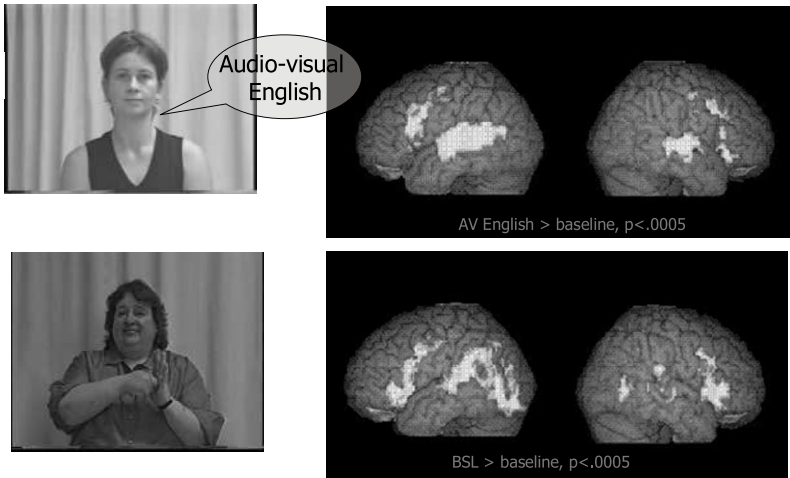 Audio-visual
English
AV English > baseline, p<.0005
BSL > baseline, p<.0005